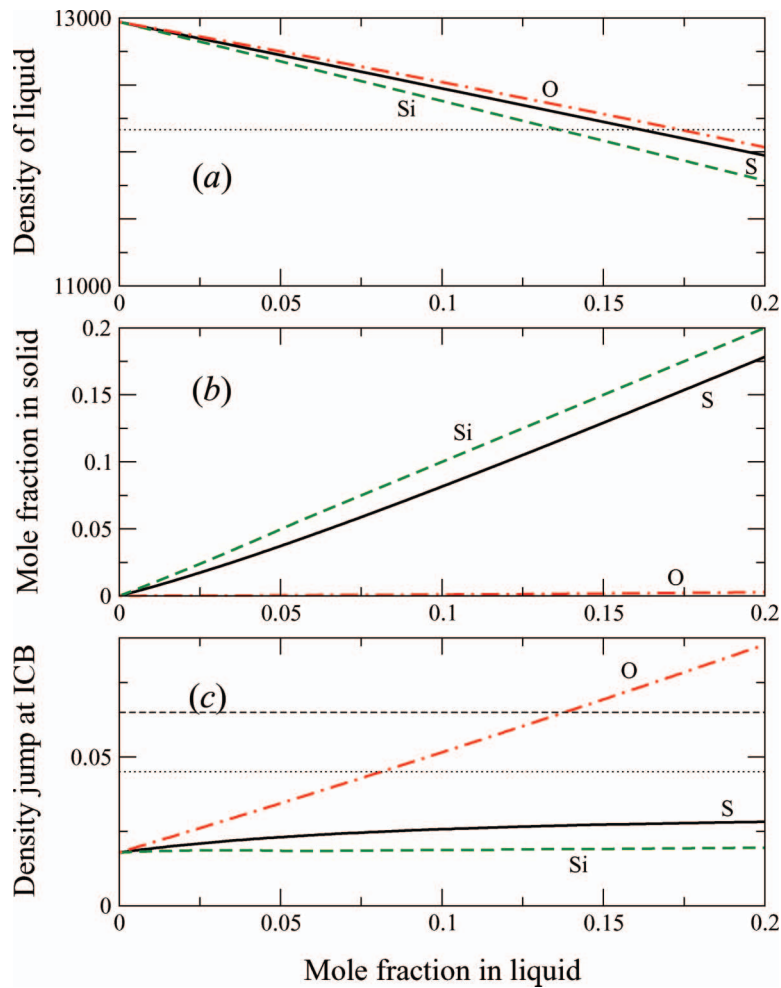 13000
Density of liquid
O
Si
S
(a)
11000
0 0.05 0.1 0.15 0.2
0.2
Mole fraction in solid
(b)
0.15
Si
S
0.1
0.05
O
0
0 0.05 0.1 0.15 0.2
Density jump at ICB
(c)
O
0.05
S
Si
0
0 0.05 0.1 0.15 0.2
Mole fraction in liquid